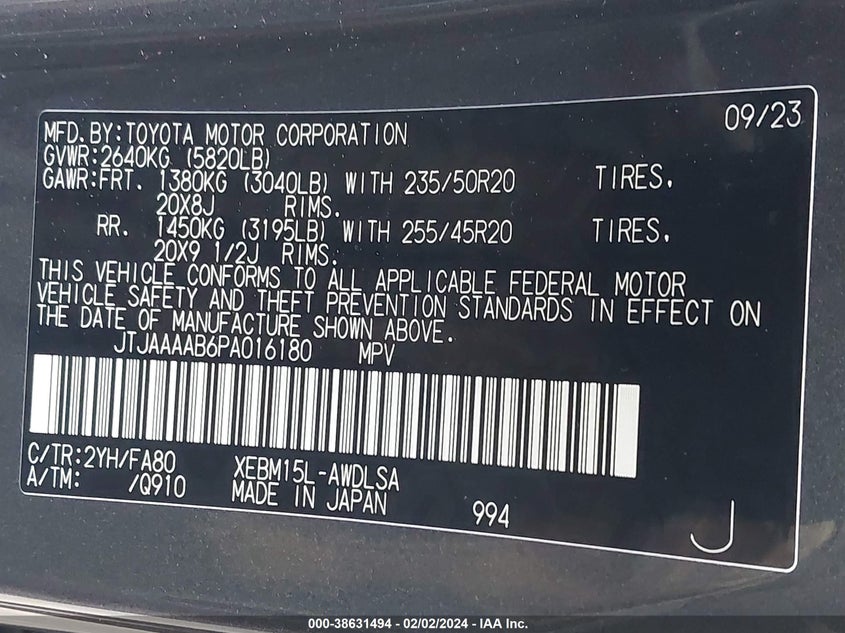 09/23
MFD.BY:TOYOTA MOTOR CORPORATION
GVWR:2640KG (5820LB)
GAWR:FRT. 1380KG (3040LB) WITH 235/50R20 TIRES.
20X8J RIMS.
RR. 1450KG (3195LB) WITH 255/45R20 TIRES.
20X9 1/2J RIMS.
THIS VEHICLE CONFORMS TO ALL APPLICABLE FEDERAL MOTOR
VEHICLE SAFETY AND THEFT PREVENTION STANDARDS IN EFFECT ON
THE DATE OF MANUFACTURE SHOWN ABOVE.
JTJAAAAB6PA016180 MPV
C/TR:2YH/FA80 XEBM15L-AWDLSA
A/TM: /Q910 MADE IN JAPAN 994
J
000-38631494 - 02/02/2024 - IAA Inc.